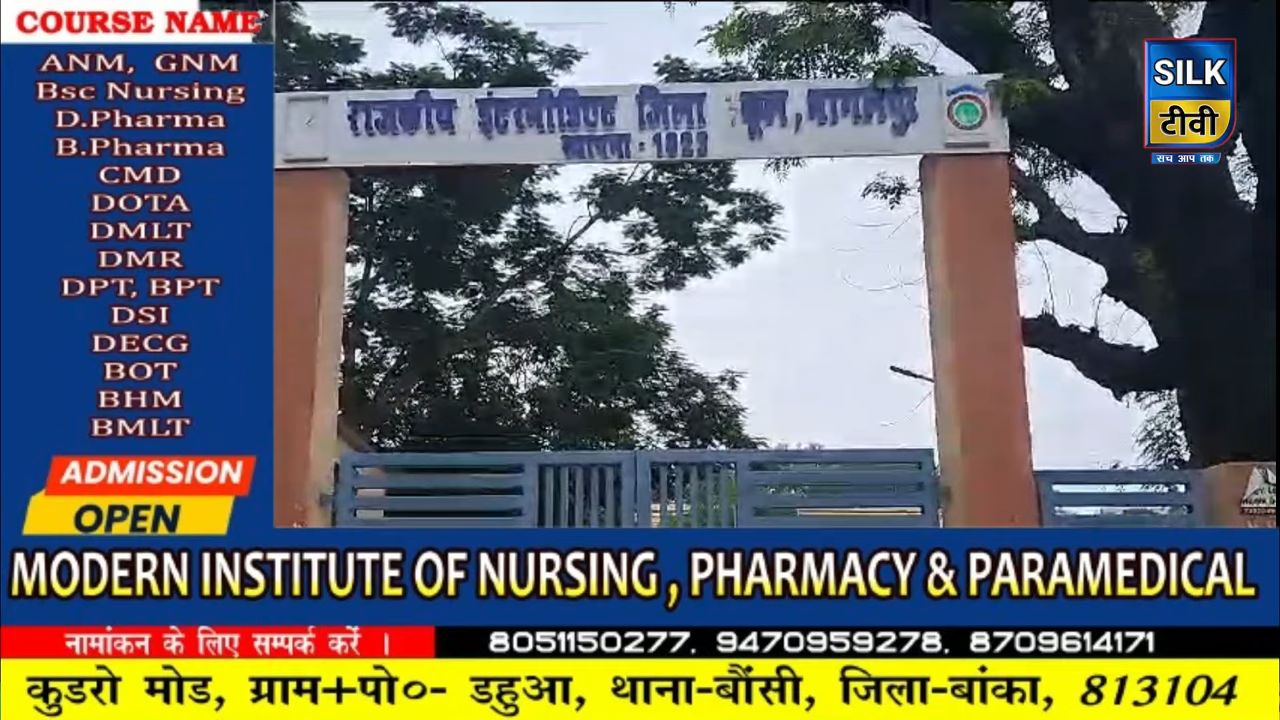 COURSE NAME
ANM, GNM
Bsc Nursing
D.Pharma
B.Pharma
CMD
DOTA
DMLT
DMR
DPT, BPT
DSI
DECG
BOT
BHM
BMLT
ADMISSION
OPEN
राजकीय इंटरमीडिएट जिला कूल, भागलपुर
स्थापना - 1823
SILK
टीवी
सच आप तक
MODERN INSTITUTE OF NURSING , PHARMACY & PARAMEDICAL
नामांकन के लिए सम्पर्क करें ।
8051150277, 9470959278, 8709614171
कुडरो मोड, ग्राम+पो०- डहुआ, थाना-बौंसी, जिला-बांका, 813104